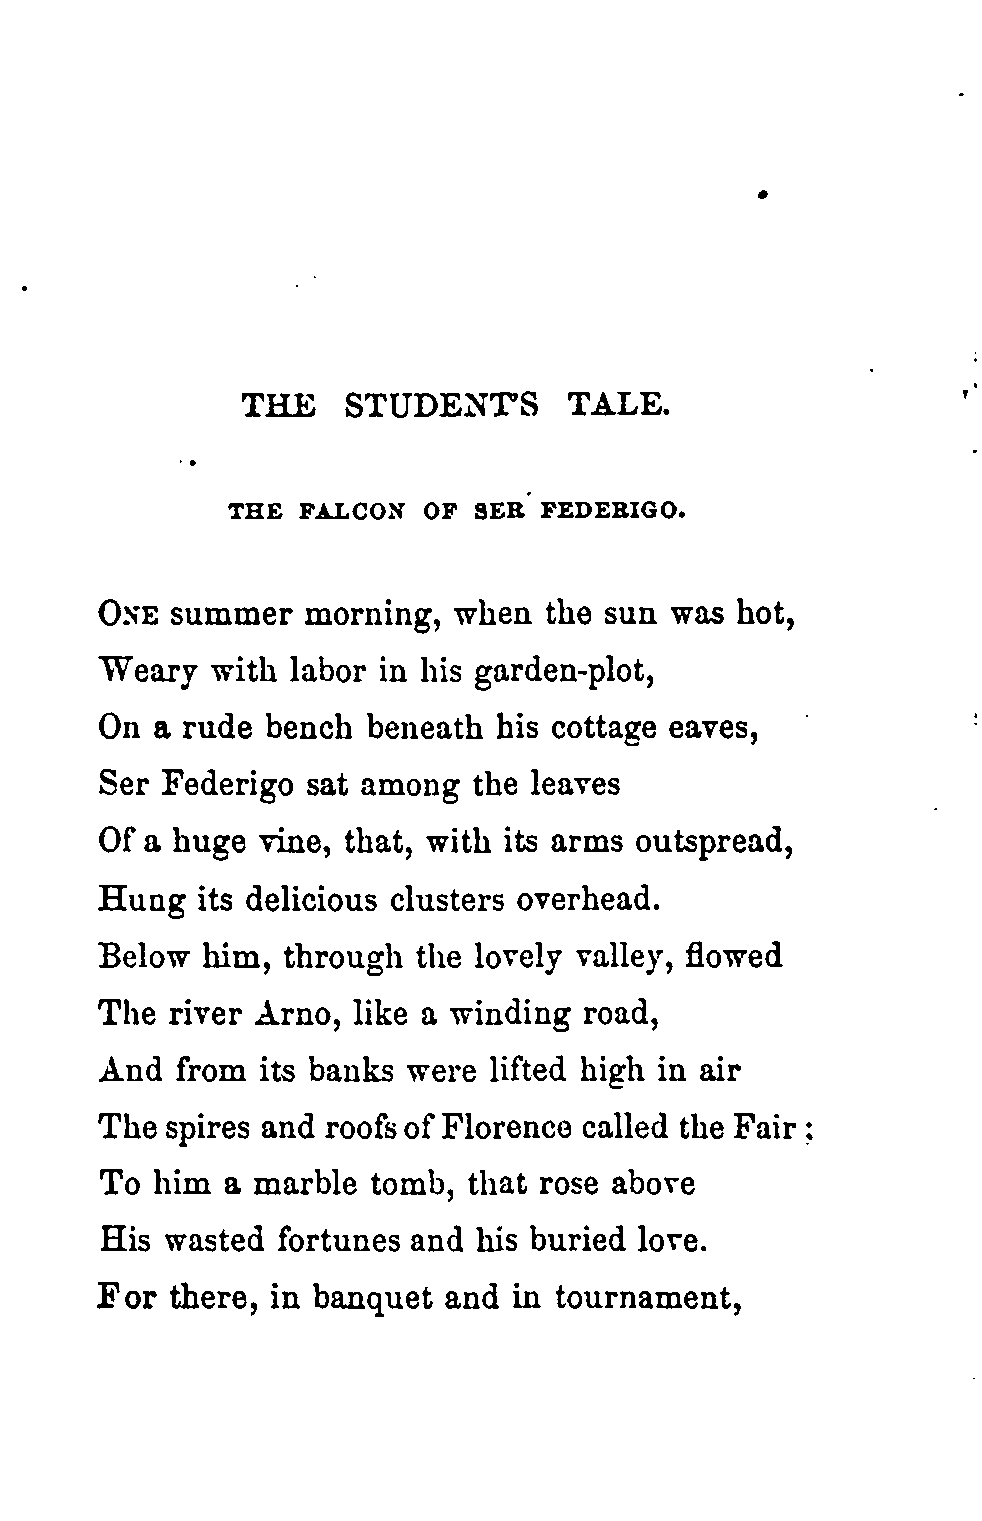 THE STUDENT'S TALE.
THE FALCON OF SER FEDERIGO.
ONE summer morning, when the sun was hot,
Weary with labor in his garden-plot,
On a rude bench beneath his cottage eaves,
Ser Federigo sat among the leaves
Of a huge vine, that, with its arms outspread,
Hung its delicious clusters overhead.
Below him, through the lovely valley, flowed
The river Arno, like a winding road,
And from its banks were lifted high in air
The spires and roofs of Florence called the Fair;
To him a marble tomb, that rose above
His wasted fortunes and his buried love.
For there, in banquet and in tournament,